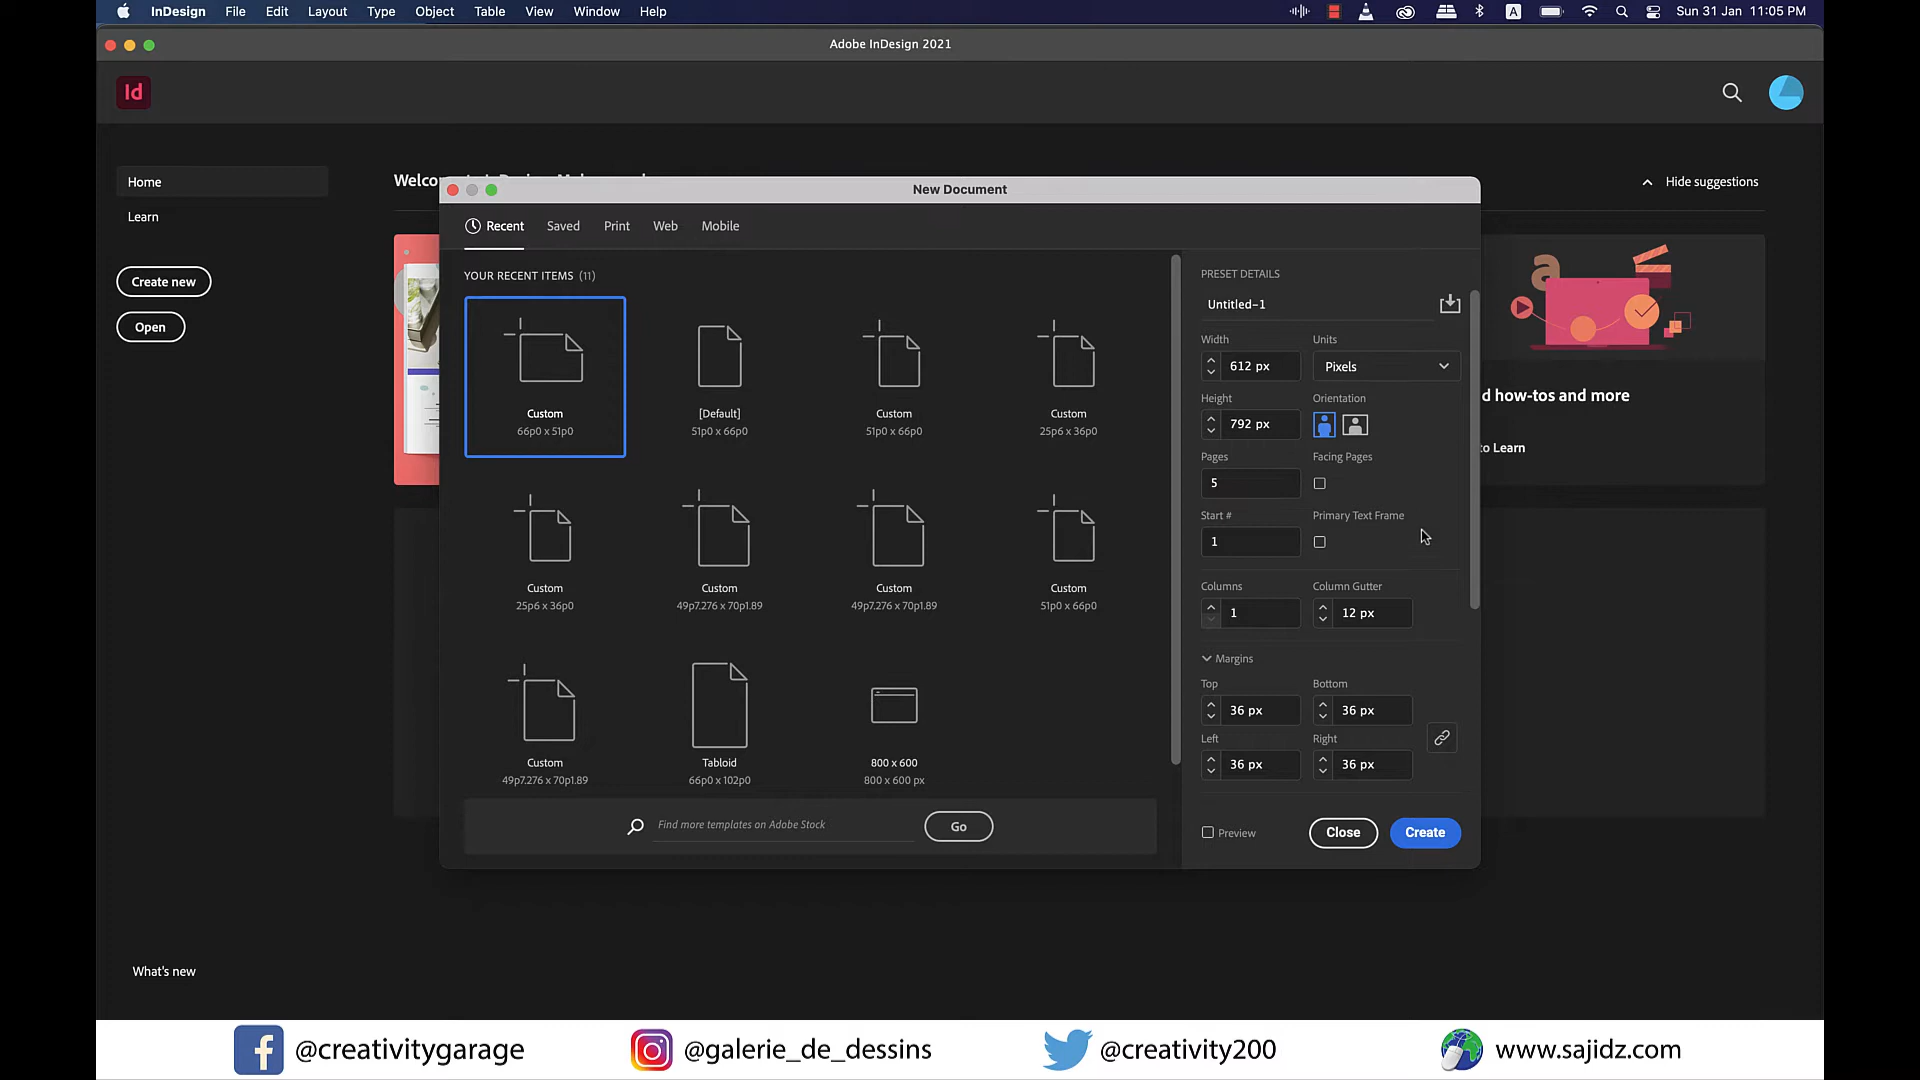 InDesign File Edit Layout Type Object Table View Window Help A Sun 31 Jan 11:05 PM
Adobe InDesign 2021
Id
Home
Learn
Create new
Open
What's new
Hide suggestions
New Document
Recent Saved Print Web Mobile
YOUR RECENT ITEMS (11)
Custom
66p0 x 51p0
[Default]
51p0 x 66p0
Custom
51p0 x 66p0
Custom
25p6 x 36p0
Custom
25p6 x 36p0
Custom
49p7.276 x 70p1.89
Custom
49p7.276 x 70p1.89
Custom
51p0 x 66p0
Custom
49p7.276 x 70p1.89
Tabloid
66p0 x 102p0
800 x 600
800 x 600 px
Find more templates on Adobe Stock
Go
PRESET DETAILS
Untitled-1
Width Units
612 px Pixels
Height Orientation
792 px
Pages Facing Pages
5
Start # Primary Text Frame
1
Columns Column Gutter
1 12 px
Margins
Top Bottom
36 px 36 px
Left Right
36 px 36 px
Preview Close Create
d how-tos and more
to Learn
@creativitygarage @galerie_de_dessins @creativity200 www.sajidz.com